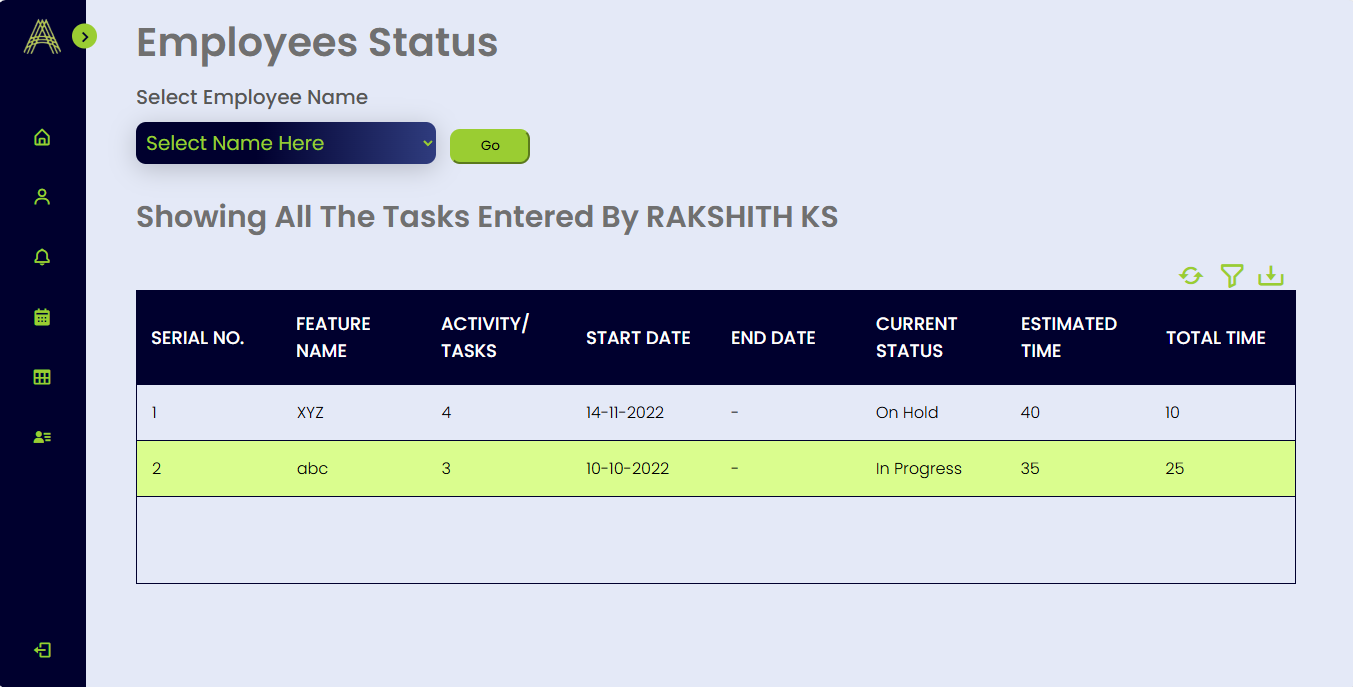 Employees Status
Select Employee Name
Select Name Here
Go
Showing All The Tasks Entered By RAKSHITH KS
SERIAL NO. FEATURE NAME ACTIVITY/ TASKS START DATE END DATE CURRENT STATUS ESTIMATED TIME TOTAL TIME
1 XYZ 4 14-11-2022 - On Hold 40 10
2 abc 3 10-10-2022 - In Progress 35 25